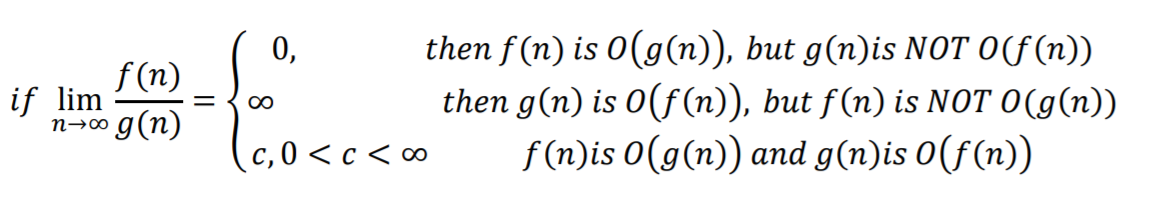 0, then f(n) is O(g(n)), but g(n)is NOT O(f(n))
if lim n→∞ f(n)/g(n) = { ∞ then g(n) is O(f(n)), but f(n) is NOT O(g(n))
c, 0 < c < ∞ f(n)is O(g(n)) and g(n)is O(f(n))